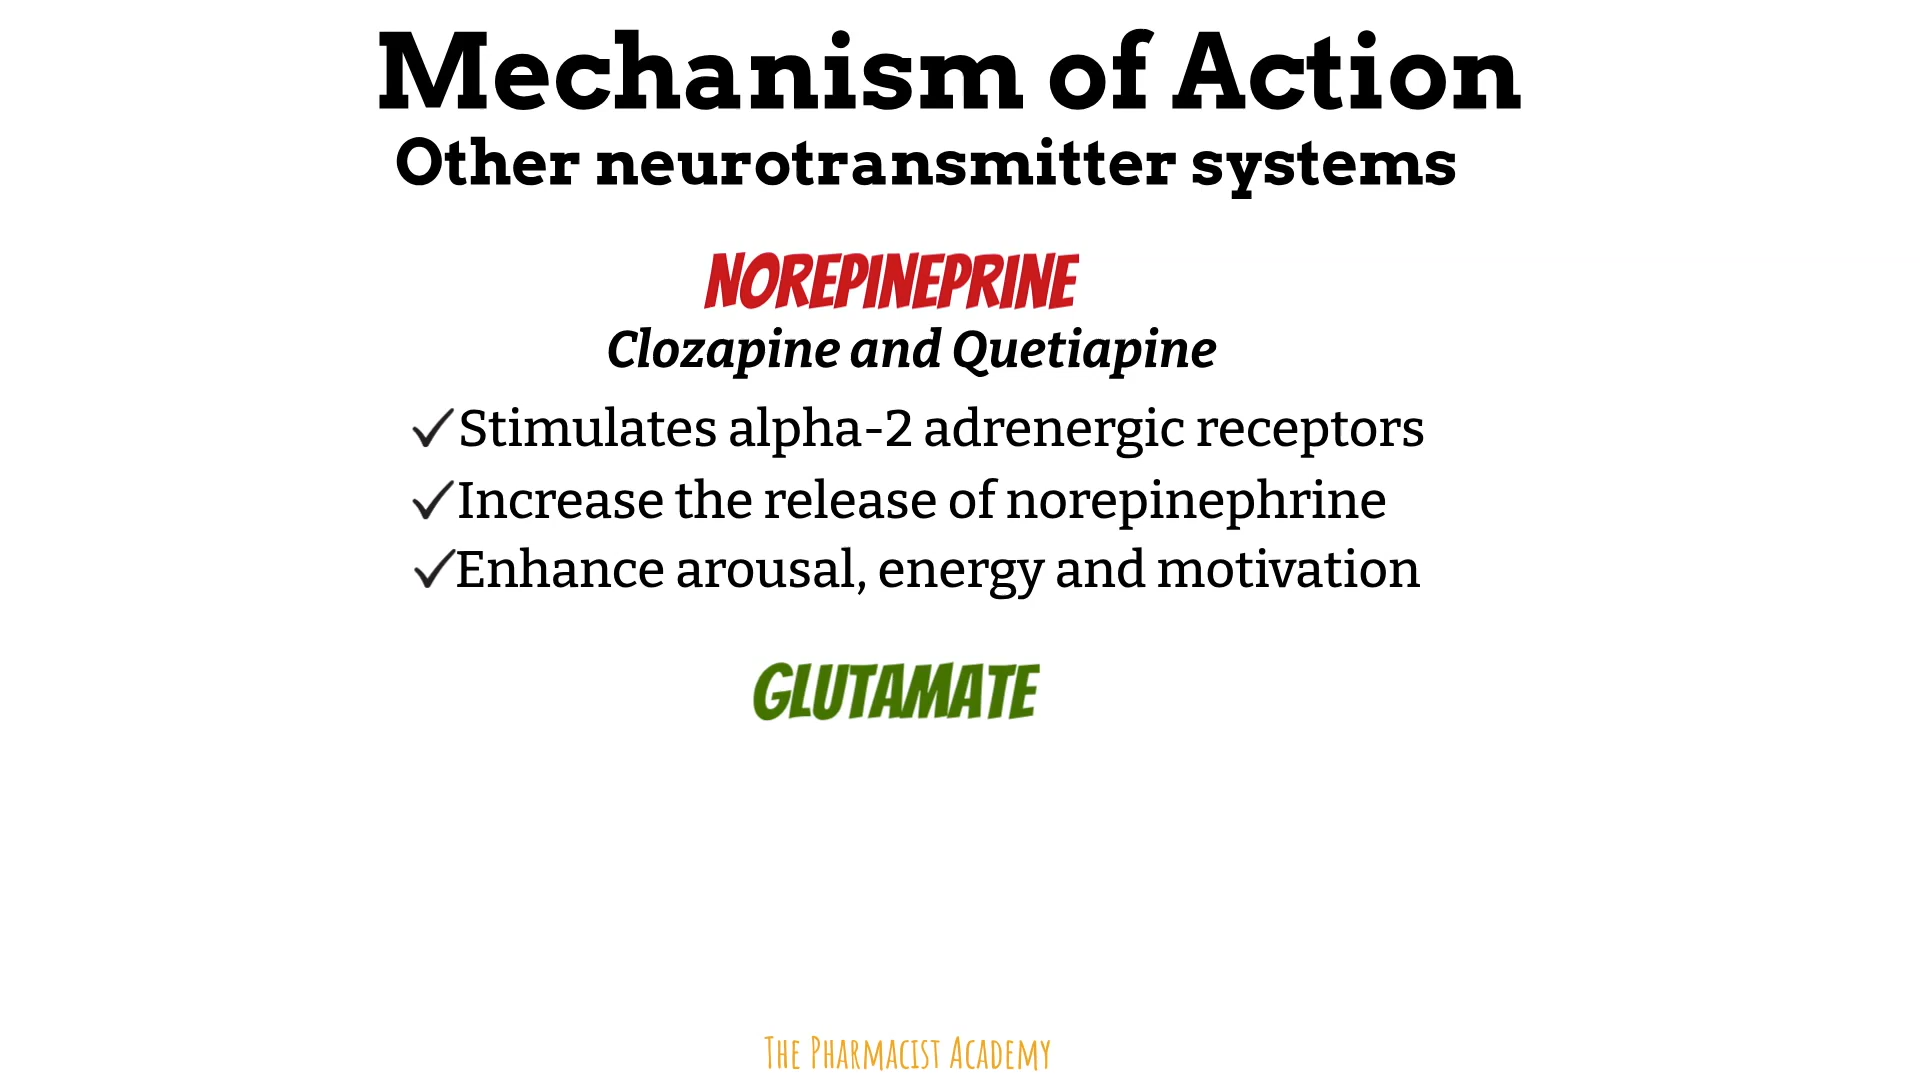 Mechanism of Action
Other neurotransmitter systems
NOREPINEPRINE
Clozapine and Quetiapine
✓Stimulates alpha-2 adrenergic receptors
✓Increase the release of norepinephrine
✓Enhance arousal, energy and motivation
GLUTAMATE
The Pharmacist Academy